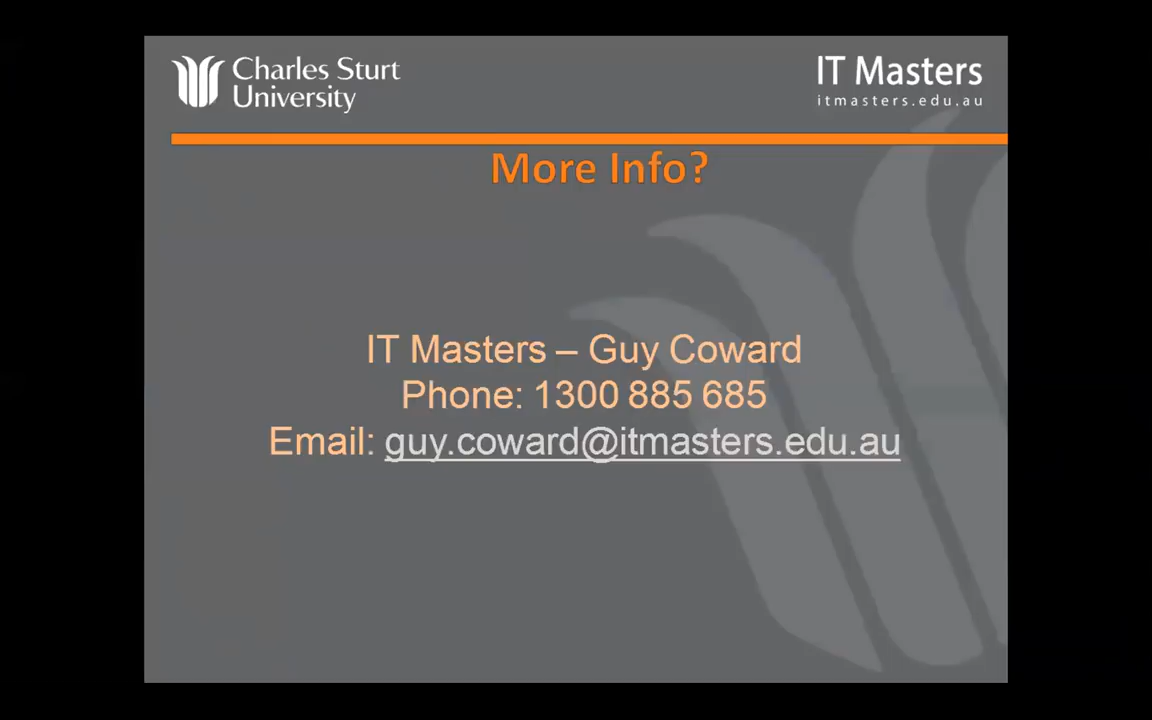 Charles Sturt
University
IT Masters
itmasters.edu.au
More Info?
IT Masters – Guy Coward
Phone: 1300 885 685
Email: guy.coward@itmasters.edu.au